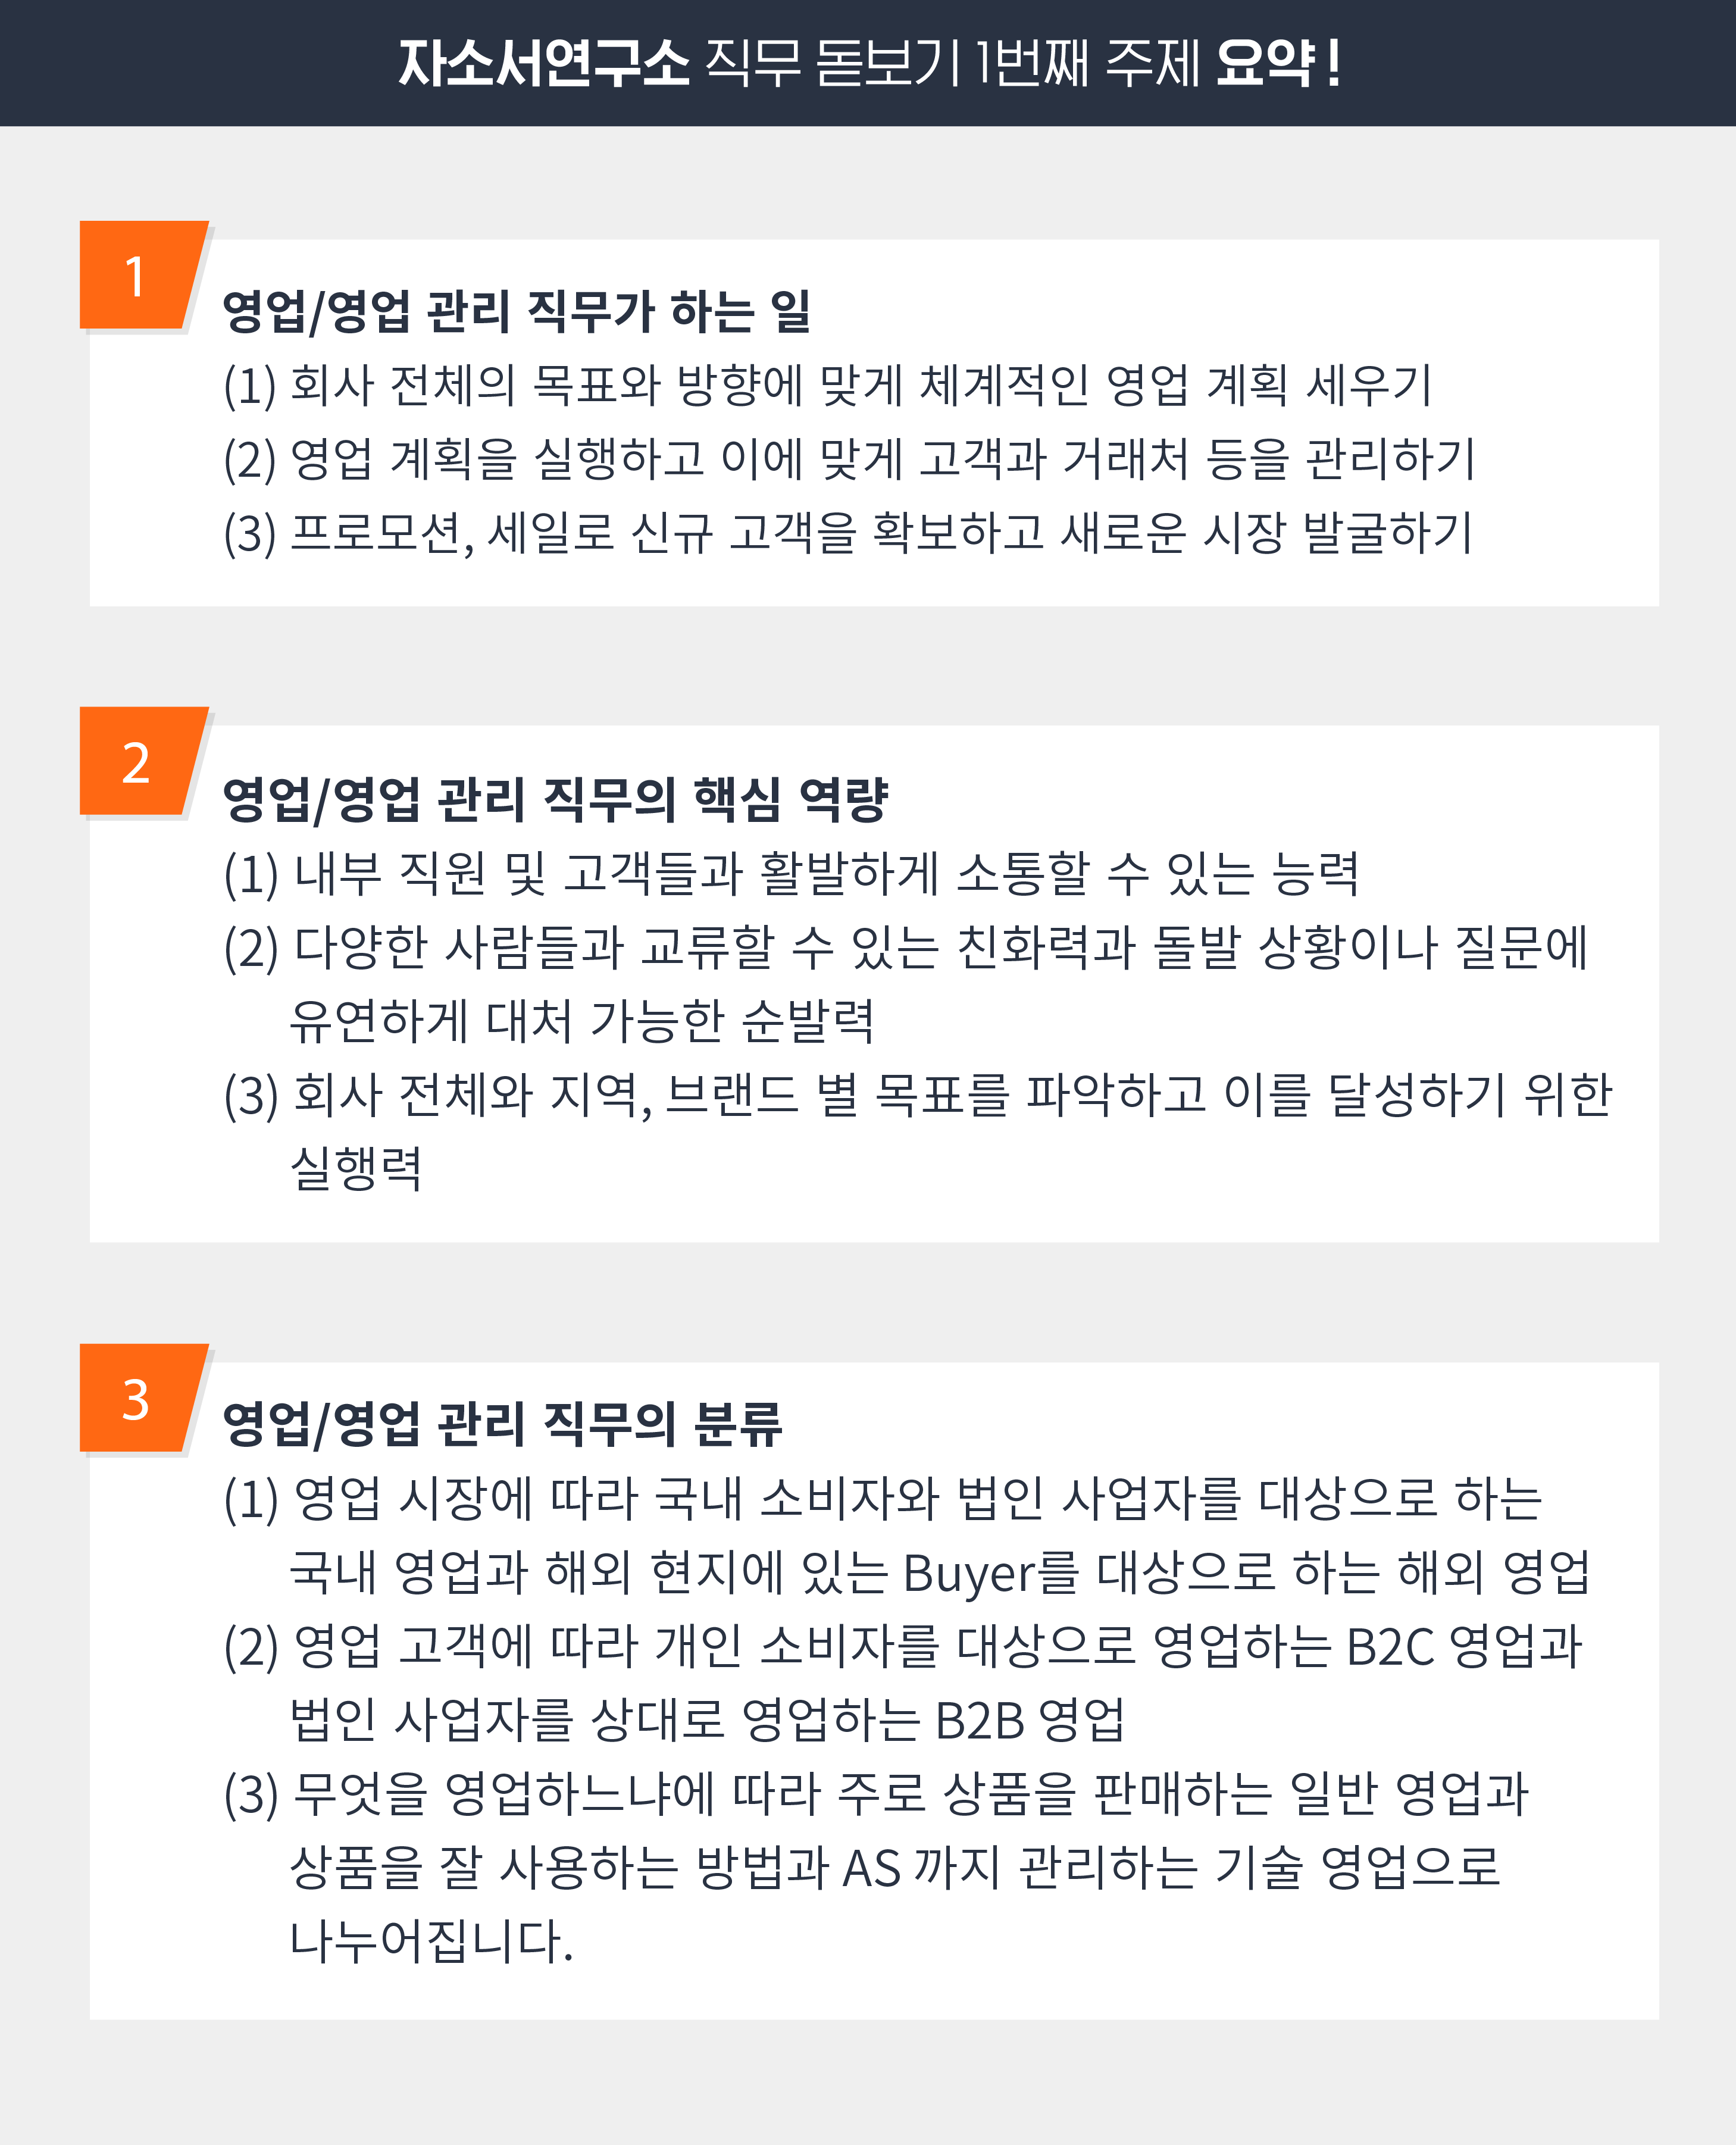 자소서연구소 직무 돋보기 1번째 주제 요약!
1
영업/영업 관리 직무가 하는 일
(1) 회사 전체의 목표와 방향에 맞게 체계적인 영업 계획 세우기
(2) 영업 계획을 실행하고 이에 맞게 고객과 거래처 등을 관리하기
(3) 프로모션, 세일로 신규 고객을 확보하고 새로운 시장 발굴하기
2
영업/영업 관리 직무의 핵심 역량
(1) 내부 직원 및 고객들과 활발하게 소통할 수 있는 능력
(2) 다양한 사람들과 교류할 수 있는 친화력과 돌발 상황이나 질문에
유연하게 대처 가능한 순발력
(3) 회사 전체와 지역, 브랜드 별 목표를 파악하고 이를 달성하기 위한
실행력
3
영업/영업 관리 직무의 분류
(1) 영업 시장에 따라 국내 소비자와 법인 사업자를 대상으로 하는
국내 영업과 해외 현지에 있는 Buyer를 대상으로 하는 해외 영업
(2) 영업 고객에 따라 개인 소비자를 대상으로 영업하는 B2C 영업과
법인 사업자를 상대로 영업하는 B2B 영업
(3) 무엇을 영업하느냐에 따라 주로 상품을 판매하는 일반 영업과
상품을 잘 사용하는 방법과 AS 까지 관리하는 기술 영업으로
나누어집니다.